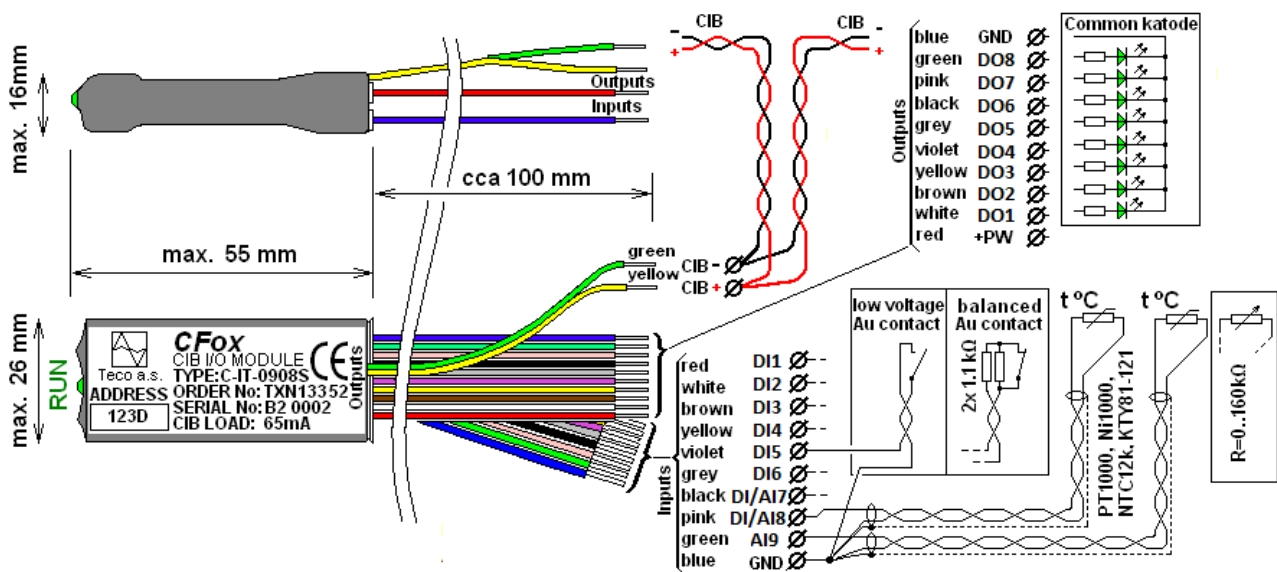 max. 16mm
Outputs
Inputs
cca 100 mm
max. 55 mm
- CIB
+
CIB -
+
green
yellow
CIB -
CIB +
Outputs
blue GND
green DO8
pink DO7
black DO6
grey DO5
violet DO4
yellow DO3
brown DO2
white DO1
red +PW
Common katode
max. 26 mm
RUN
Teco a.s.
ADDRESS
123D
CFox
CIB I/O MODULE
TYPE:C-IT-0908S
ORDER No:TXN13352
SERIAL No:B2 0002
CIB LOAD: 65mA
CE
Outputs
Inputs
red DI1
white DI2
brown DI3
yellow DI4
violet DI5
grey DI6
black DI/AI7
pink DI/AI8
green AI9
blue GND
low voltage
Au contact
balanced
Au contact
2x 1.1kΩ
t ºC
t ºC
PT1000, Ni1000,
NTC12k, KTY81-121
R=0..160kΩ